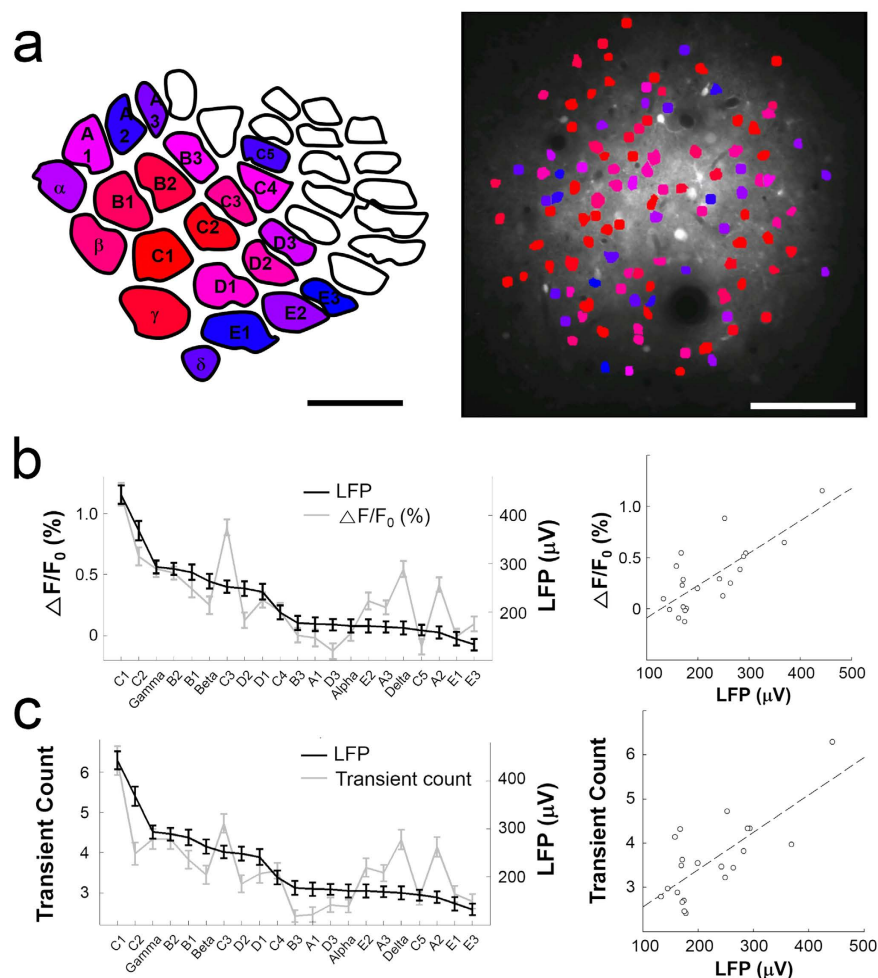 a
A
1
A
2
A
3
α
B1
B2
B3
C5
C4
C3
β
C1
C2
D3
D2
D1
γ
E3
E2
E1
δ
b
LFP
△F/F0 (%)
△F/F0 (%)
1.0
0.5
0
LFP (μV)
400
300
200
C1
C2
Gamma
B2
B1
Beta
C3
D2
D1
C4
B3
A1
D3
Alpha
E2
A3
Delta
C5
A2
E1
E3
△F/F0 (%)
1.5
1.0
0.5
0
100 200 300 400 500
LFP (μV)
c
LFP
Transient count
Transient Count
6
5
4
3
LFP (μV)
400
300
200
C1
C2
Gamma
B2
B1
Beta
C3
D2
D1
C4
B3
A1
D3
Alpha
E2
A3
Delta
C5
A2
E1
E3
Transient Count
7
6
5
4
3
2
100 200 300 400 500
LFP (μV)